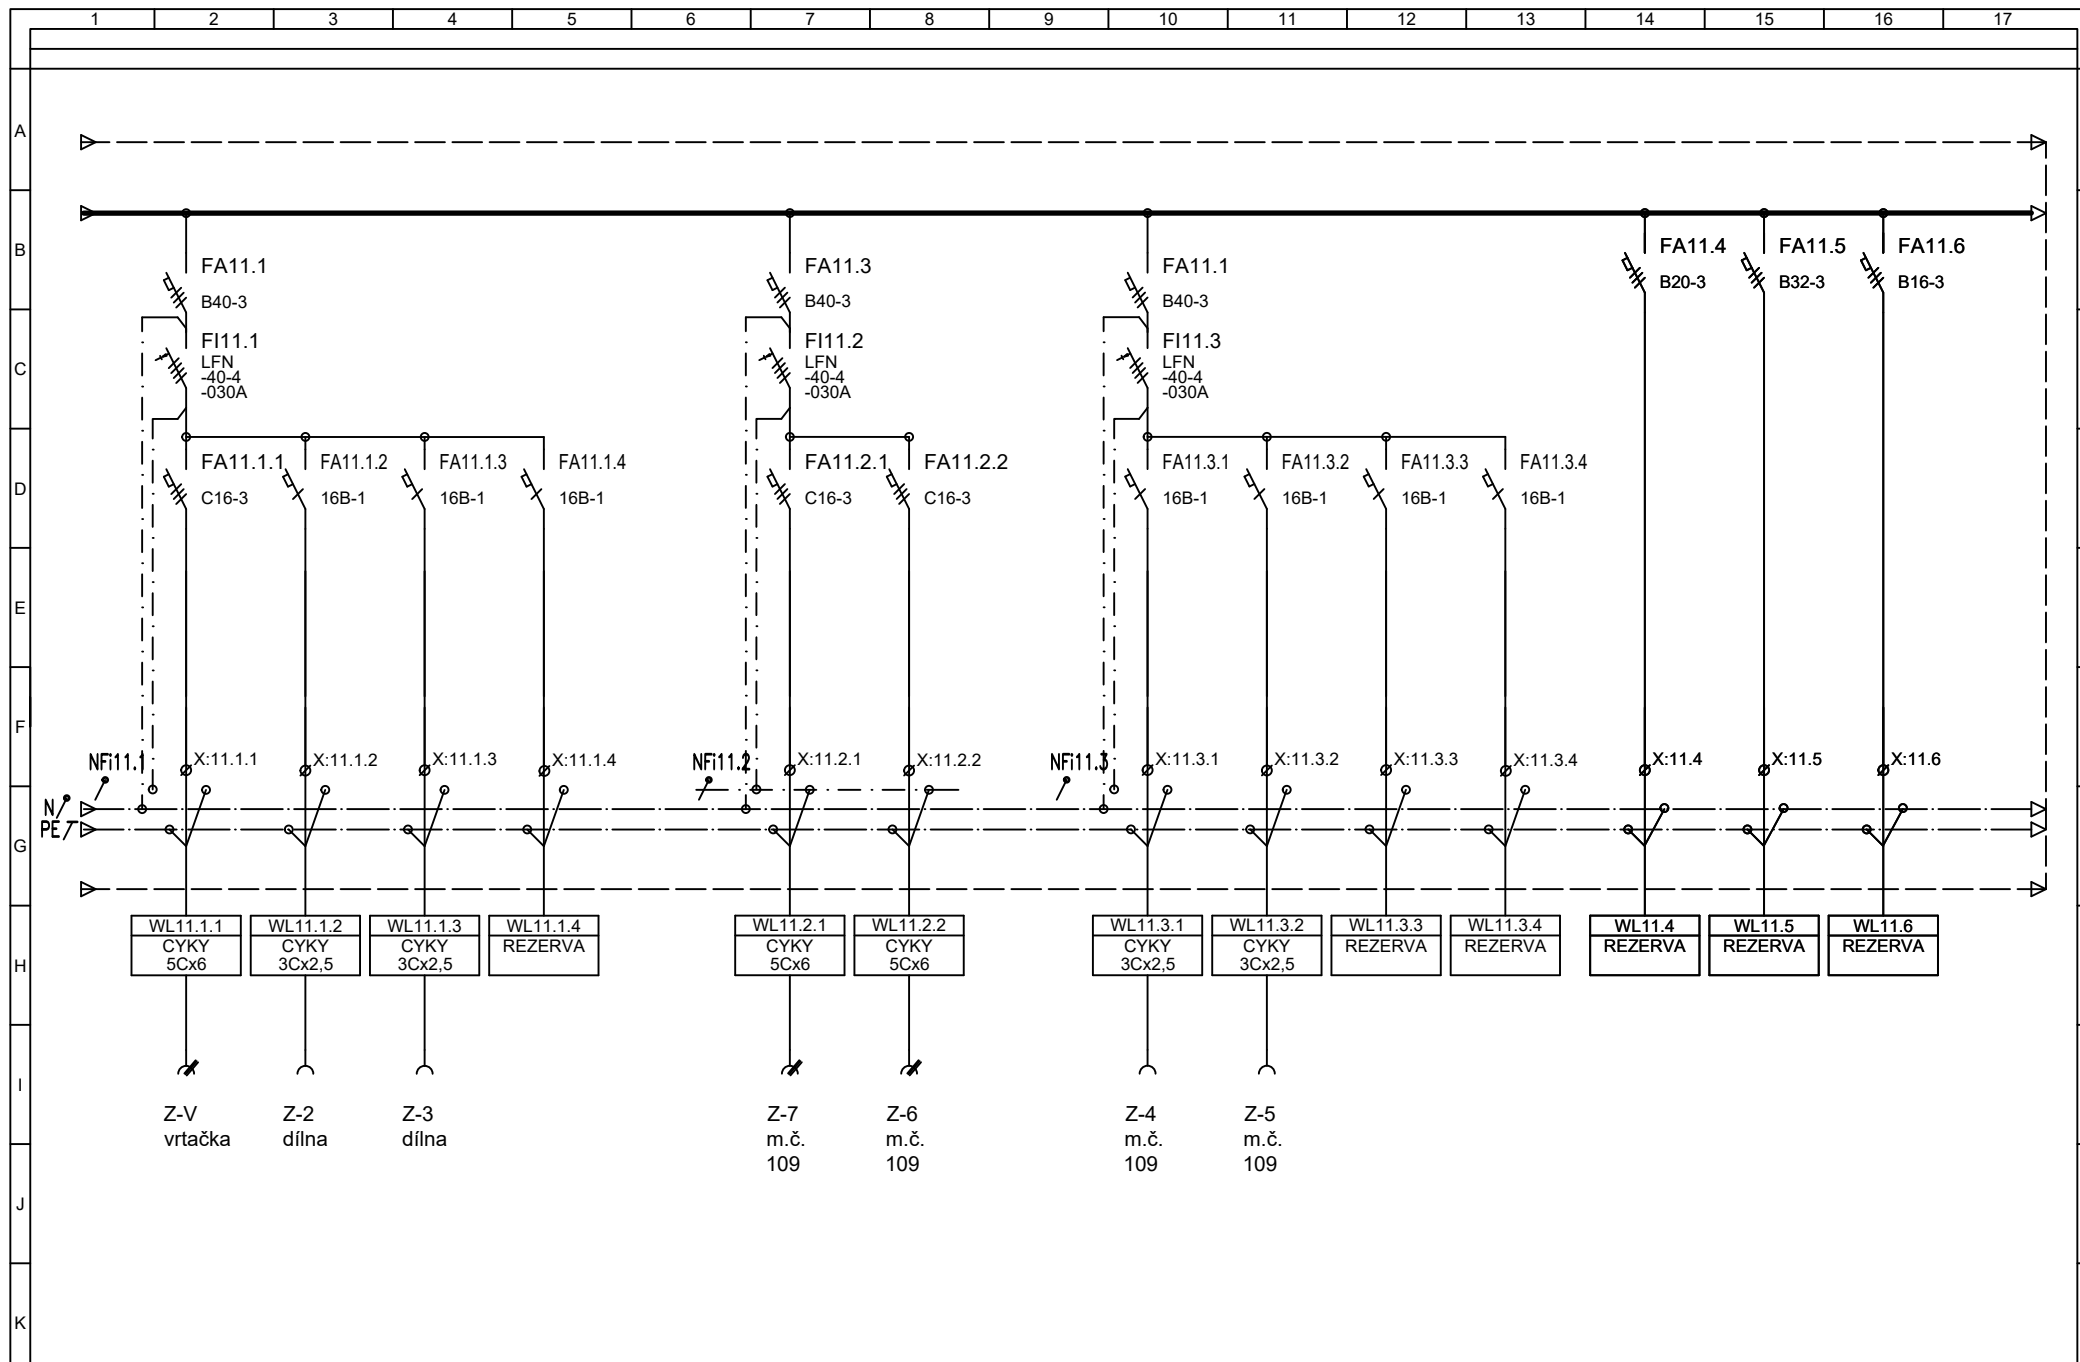 1 2 3 4 5 6 7 8 9 10 11 12 13 14 15 16 17
A
B
C
D
E
F
G
H
I
J
K
FA11.1
B40-3
FI11.1
LFN
-40-4
-030A
FA11.3
B40-3
FI11.2
LFN
-40-4
-030A
FA11.1
B40-3
FI11.3
LFN
-40-4
-030A
FA11.4
B20-3
FA11.5
B32-3
FA11.6
B16-3
FA11.1.1
C16-3
FA11.1.2
16B-1
FA11.1.3
16B-1
FA11.1.4
16B-1
FA11.2.1
C16-3
FA11.2.2
C16-3
FA11.3.1
16B-1
FA11.3.2
16B-1
FA11.3.3
16B-1
FA11.3.4
16B-1
NFi11.1
X:11.1.1
X:11.1.2
X:11.1.3
X:11.1.4
NFi11.2
X:11.2.1
X:11.2.2
NFi11.3
X:11.3.1
X:11.3.2
X:11.3.3
X:11.3.4
X:11.4
X:11.5
X:11.6
N
PE
WL11.1.1
CYKY
5Cx6
WL11.1.2
CYKY
3Cx2,5
WL11.1.3
CYKY
3Cx2,5
WL11.1.4
REZERVA
WL11.2.1
CYKY
5Cx6
WL11.2.2
CYKY
5Cx6
WL11.3.1
CYKY
3Cx2,5
WL11.3.2
CYKY
3Cx2,5
WL11.3.3
REZERVA
WL11.3.4
REZERVA
WL11.4
REZERVA
WL11.5
REZERVA
WL11.6
REZERVA
Z-V
vrtačka
Z-2
dílna
Z-3
dílna
Z-7
m.č.
109
Z-6
m.č.
109
Z-4
m.č.
109
Z-5
m.č.
109